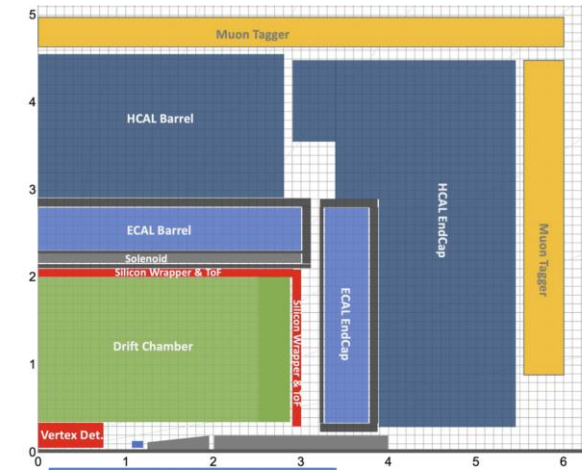 5
Muon Tagger
4
HCAL Barrel
3
HCAL EndCap
ECAL Barrel
Muon Tagger
Solenoid
2
Silicon Wrapper & ToF
ECAL EndCap
Silicon Wrapper & ToF
Drift Chamber
1
Vertex Det.
0
0 1 2 3 4 5 6